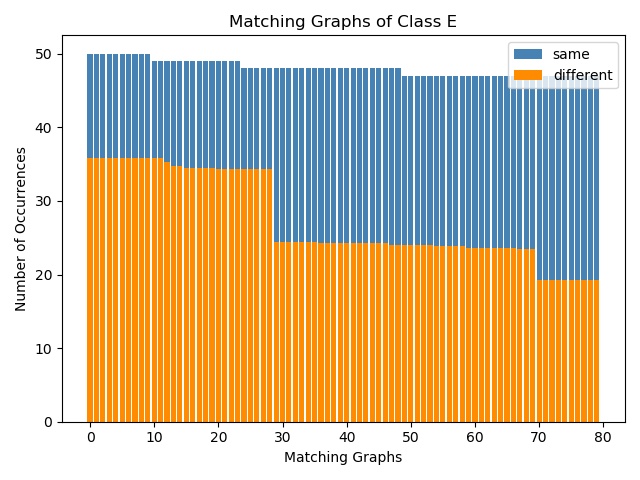 Matching Graphs of Class E
same
different
Number of Occurrences
50
40
30
20
10
0
0 10 20 30 40 50 60 70 80
Matching Graphs